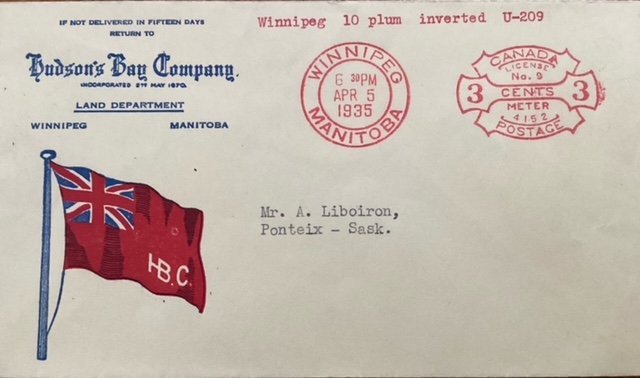 IF NOT DELIVERED IN FIFTEEN DAYS
RETURN TO
Hudson's Bay Company.
INCORPORATED 2ND MAY 1670.
LAND DEPARTMENT
WINNIPEG MANITOBA
Winnipeg 10 plum inverted U-209
WINNIPEG
6 30PM
APR 5
1935
MANITOBA
CANADA
LICENSE
No. 9
3 CENTS 3
METER
4152
POSTAGE
H.B.C.
Mr. A. Liboiron,
Ponteix - Sask.